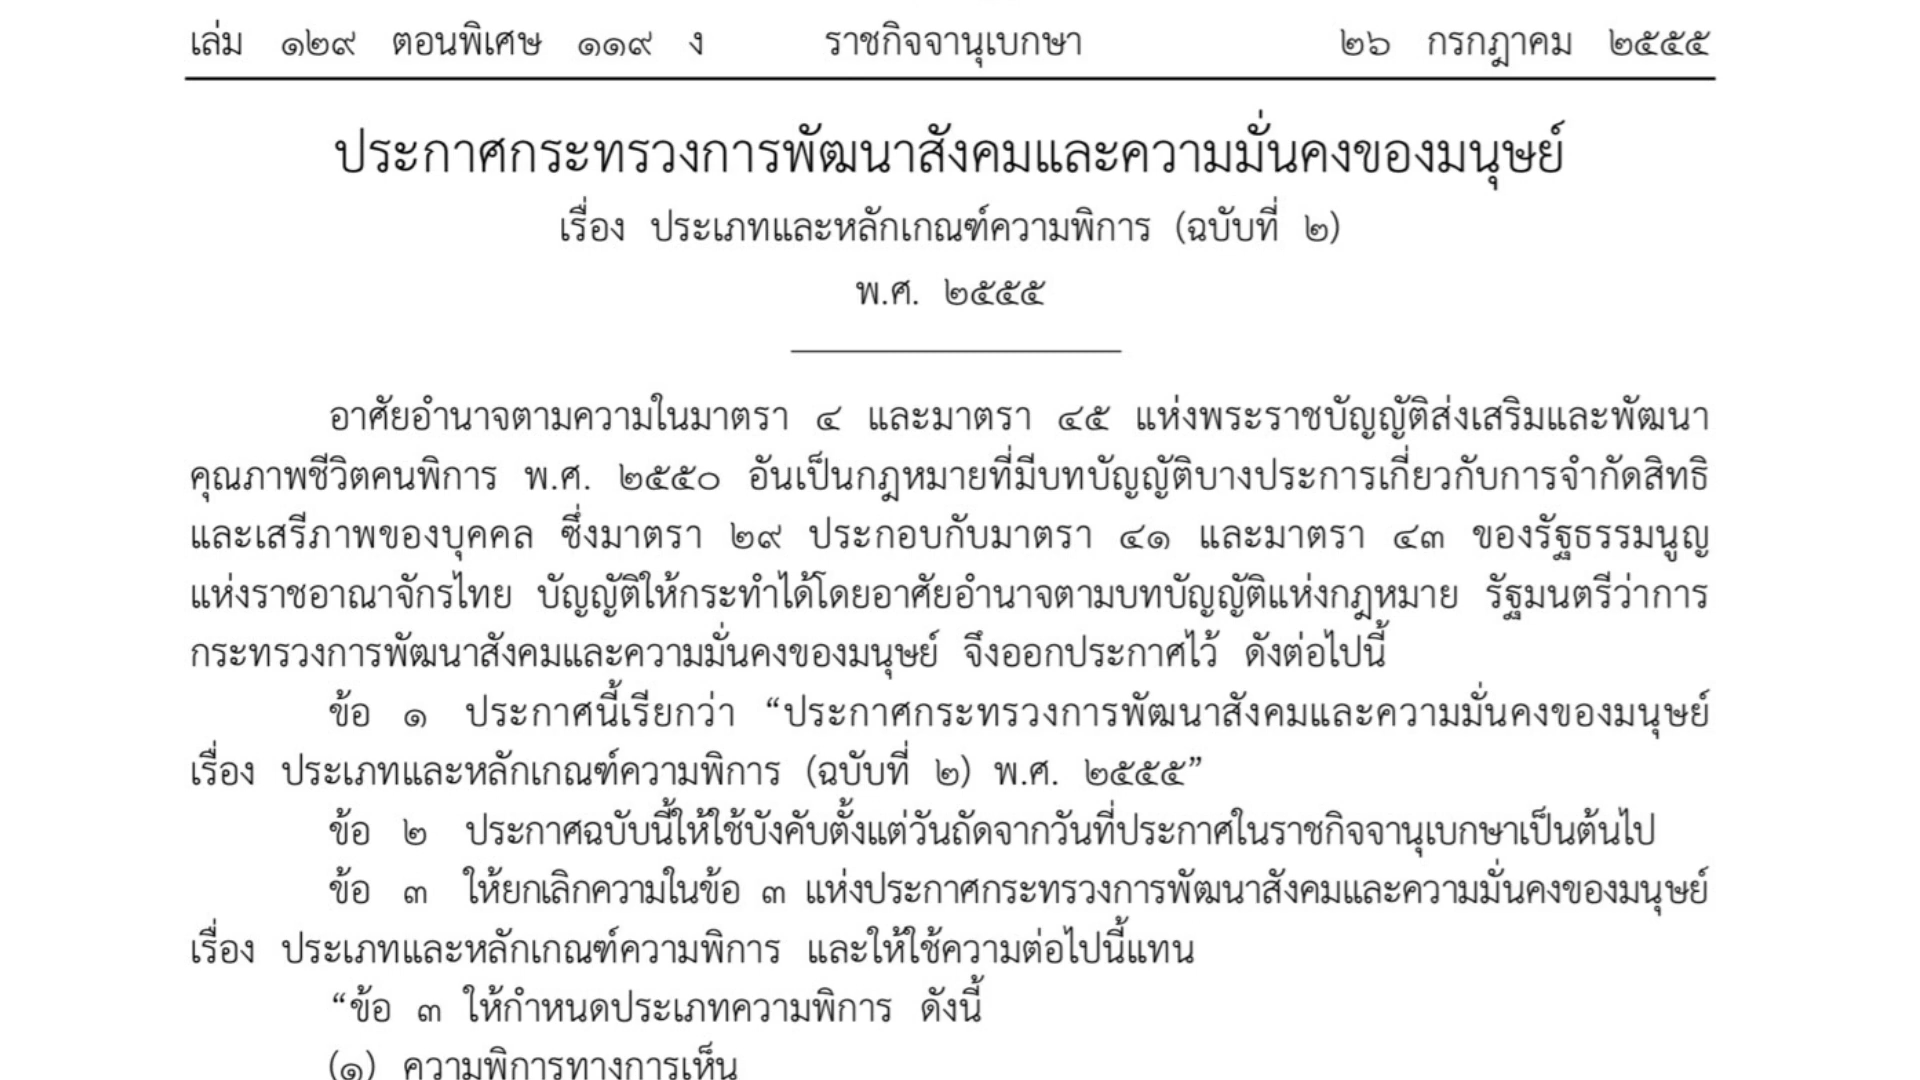 เล่ม ๑๒๙ ตอนพิเศษ ๑๑๙ ง ราชกิจจานุเบกษา ๒๖ กรกฎาคม ๒๕๕๕
ประกาศกระทรวงการพัฒนาสังคมและความมั่นคงของมนุษย์
เรื่อง ประเภทและหลักเกณฑ์ความพิการ (ฉบับที่ ๒)
พ.ศ. ๒๕๕๕
อาศัยอำนาจตามความในมาตรา ๔ และมาตรา ๔๕ แห่งพระราชบัญญัติส่งเสริมและพัฒนา
คุณภาพชีวิตคนพิการ พ.ศ. ๒๕๕๐ อันเป็นกฎหมายที่มีบทบัญญัติบางประการเกี่ยวกับการจำกัดสิทธิ
และเสรีภาพของบุคคล ซึ่งมาตรา ๒๙ ประกอบกับมาตรา ๔๑ และมาตรา ๔๓ ของรัฐธรรมนูญ
แห่งราชอาณาจักรไทย บัญญัติให้กระทำได้โดยอาศัยอำนาจตามบทบัญญัติแห่งกฎหมาย รัฐมนตรีว่าการ
กระทรวงการพัฒนาสังคมและความมั่นคงของมนุษย์ จึงออกประกาศไว้ ดังต่อไปนี้
ข้อ ๑ ประกาศนี้เรียกว่า “ประกาศกระทรวงการพัฒนาสังคมและความมั่นคงของมนุษย์
เรื่อง ประเภทและหลักเกณฑ์ความพิการ (ฉบับที่ ๒) พ.ศ. ๒๕๕๕”
ข้อ ๒ ประกาศฉบับนี้ให้ใช้บังคับตั้งแต่วันถัดจากวันที่ประกาศในราชกิจจานุเบกษาเป็นต้นไป
ข้อ ๓ ให้ยกเลิกความในข้อ ๓ แห่งประกาศกระทรวงการพัฒนาสังคมและความมั่นคงของมนุษย์
เรื่อง ประเภทและหลักเกณฑ์ความพิการ และให้ใช้ความต่อไปนี้แทน
“ข้อ ๓ ให้กำหนดประเภทความพิการ ดังนี้
(๑) ความพิการทางการเห็น